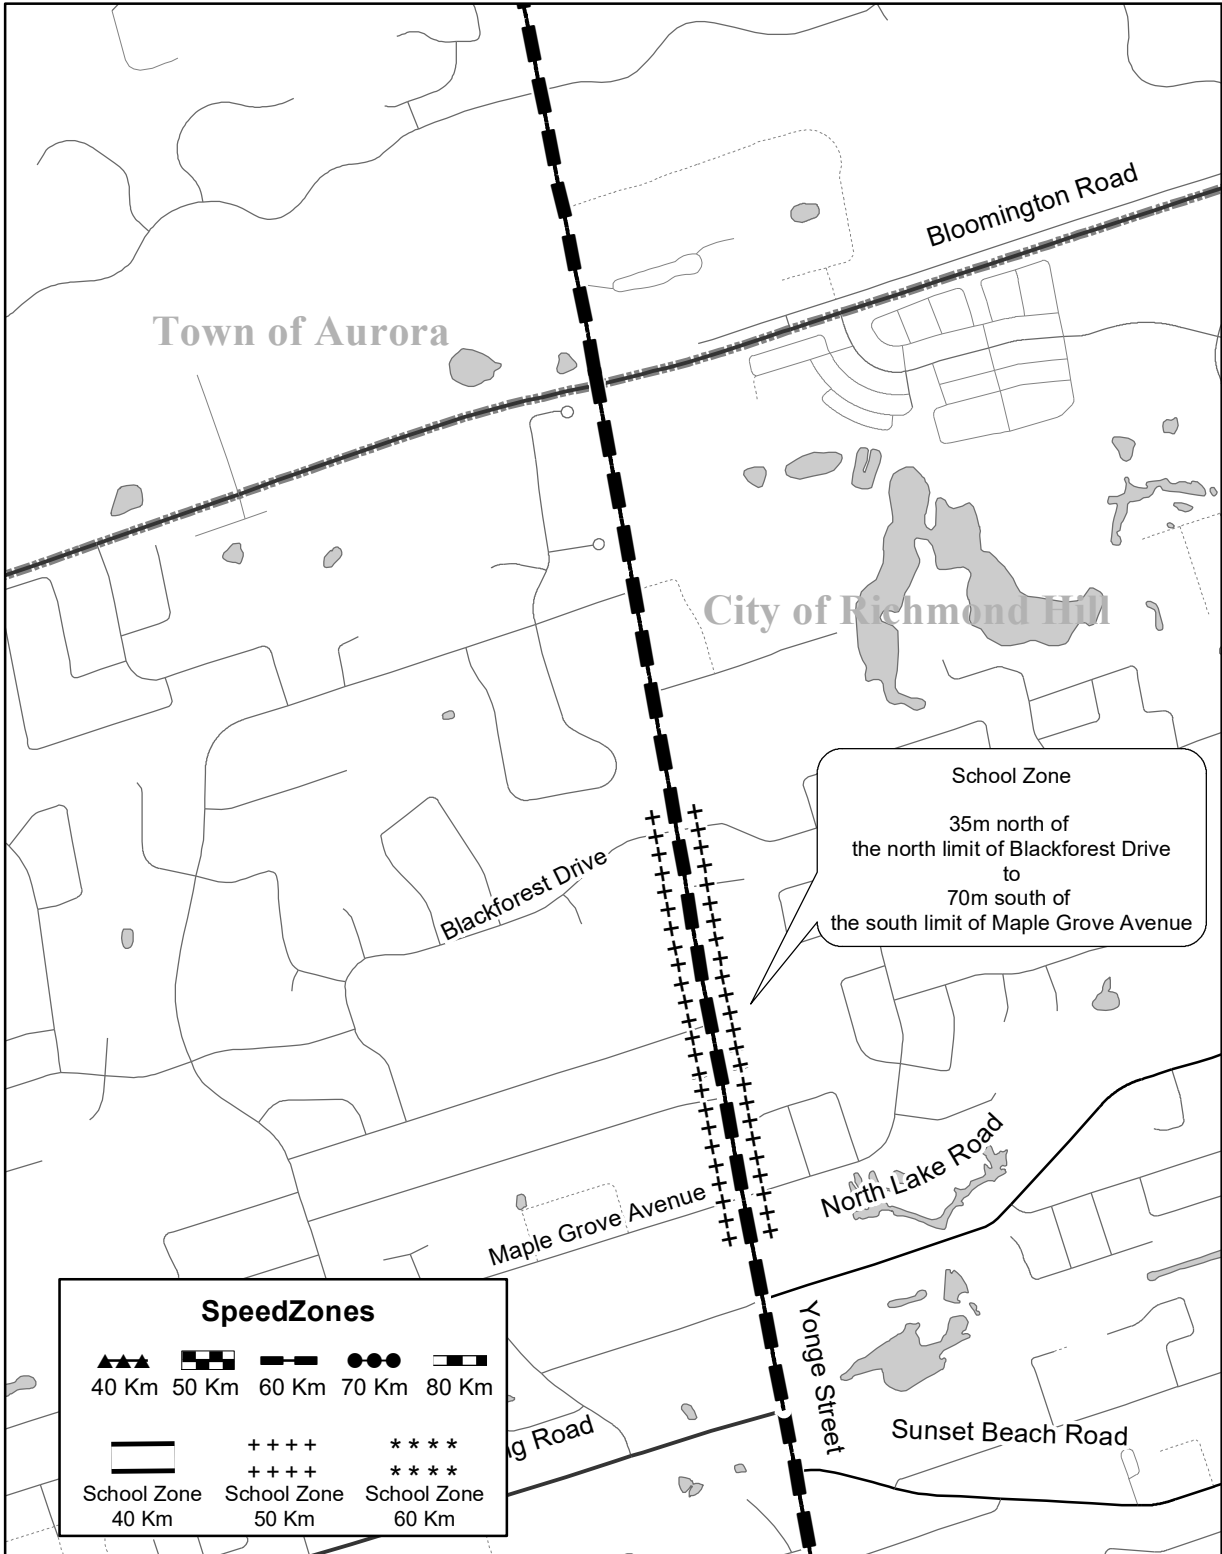 Bloomington Road
Town of Aurora
City of Richmond Hill
School Zone
35m north of
the north limit of Blackforest Drive
to
70m south of
the south limit of Maple Grove Avenue
Blackforest Drive
North Lake Road
Maple Grove Avenue
Yonge Street
Sunset Beach Road
Road
SpeedZones
40 Km 50 Km 60 Km 70 Km 80 Km
School Zone School Zone School Zone
40 Km 50 Km 60 Km